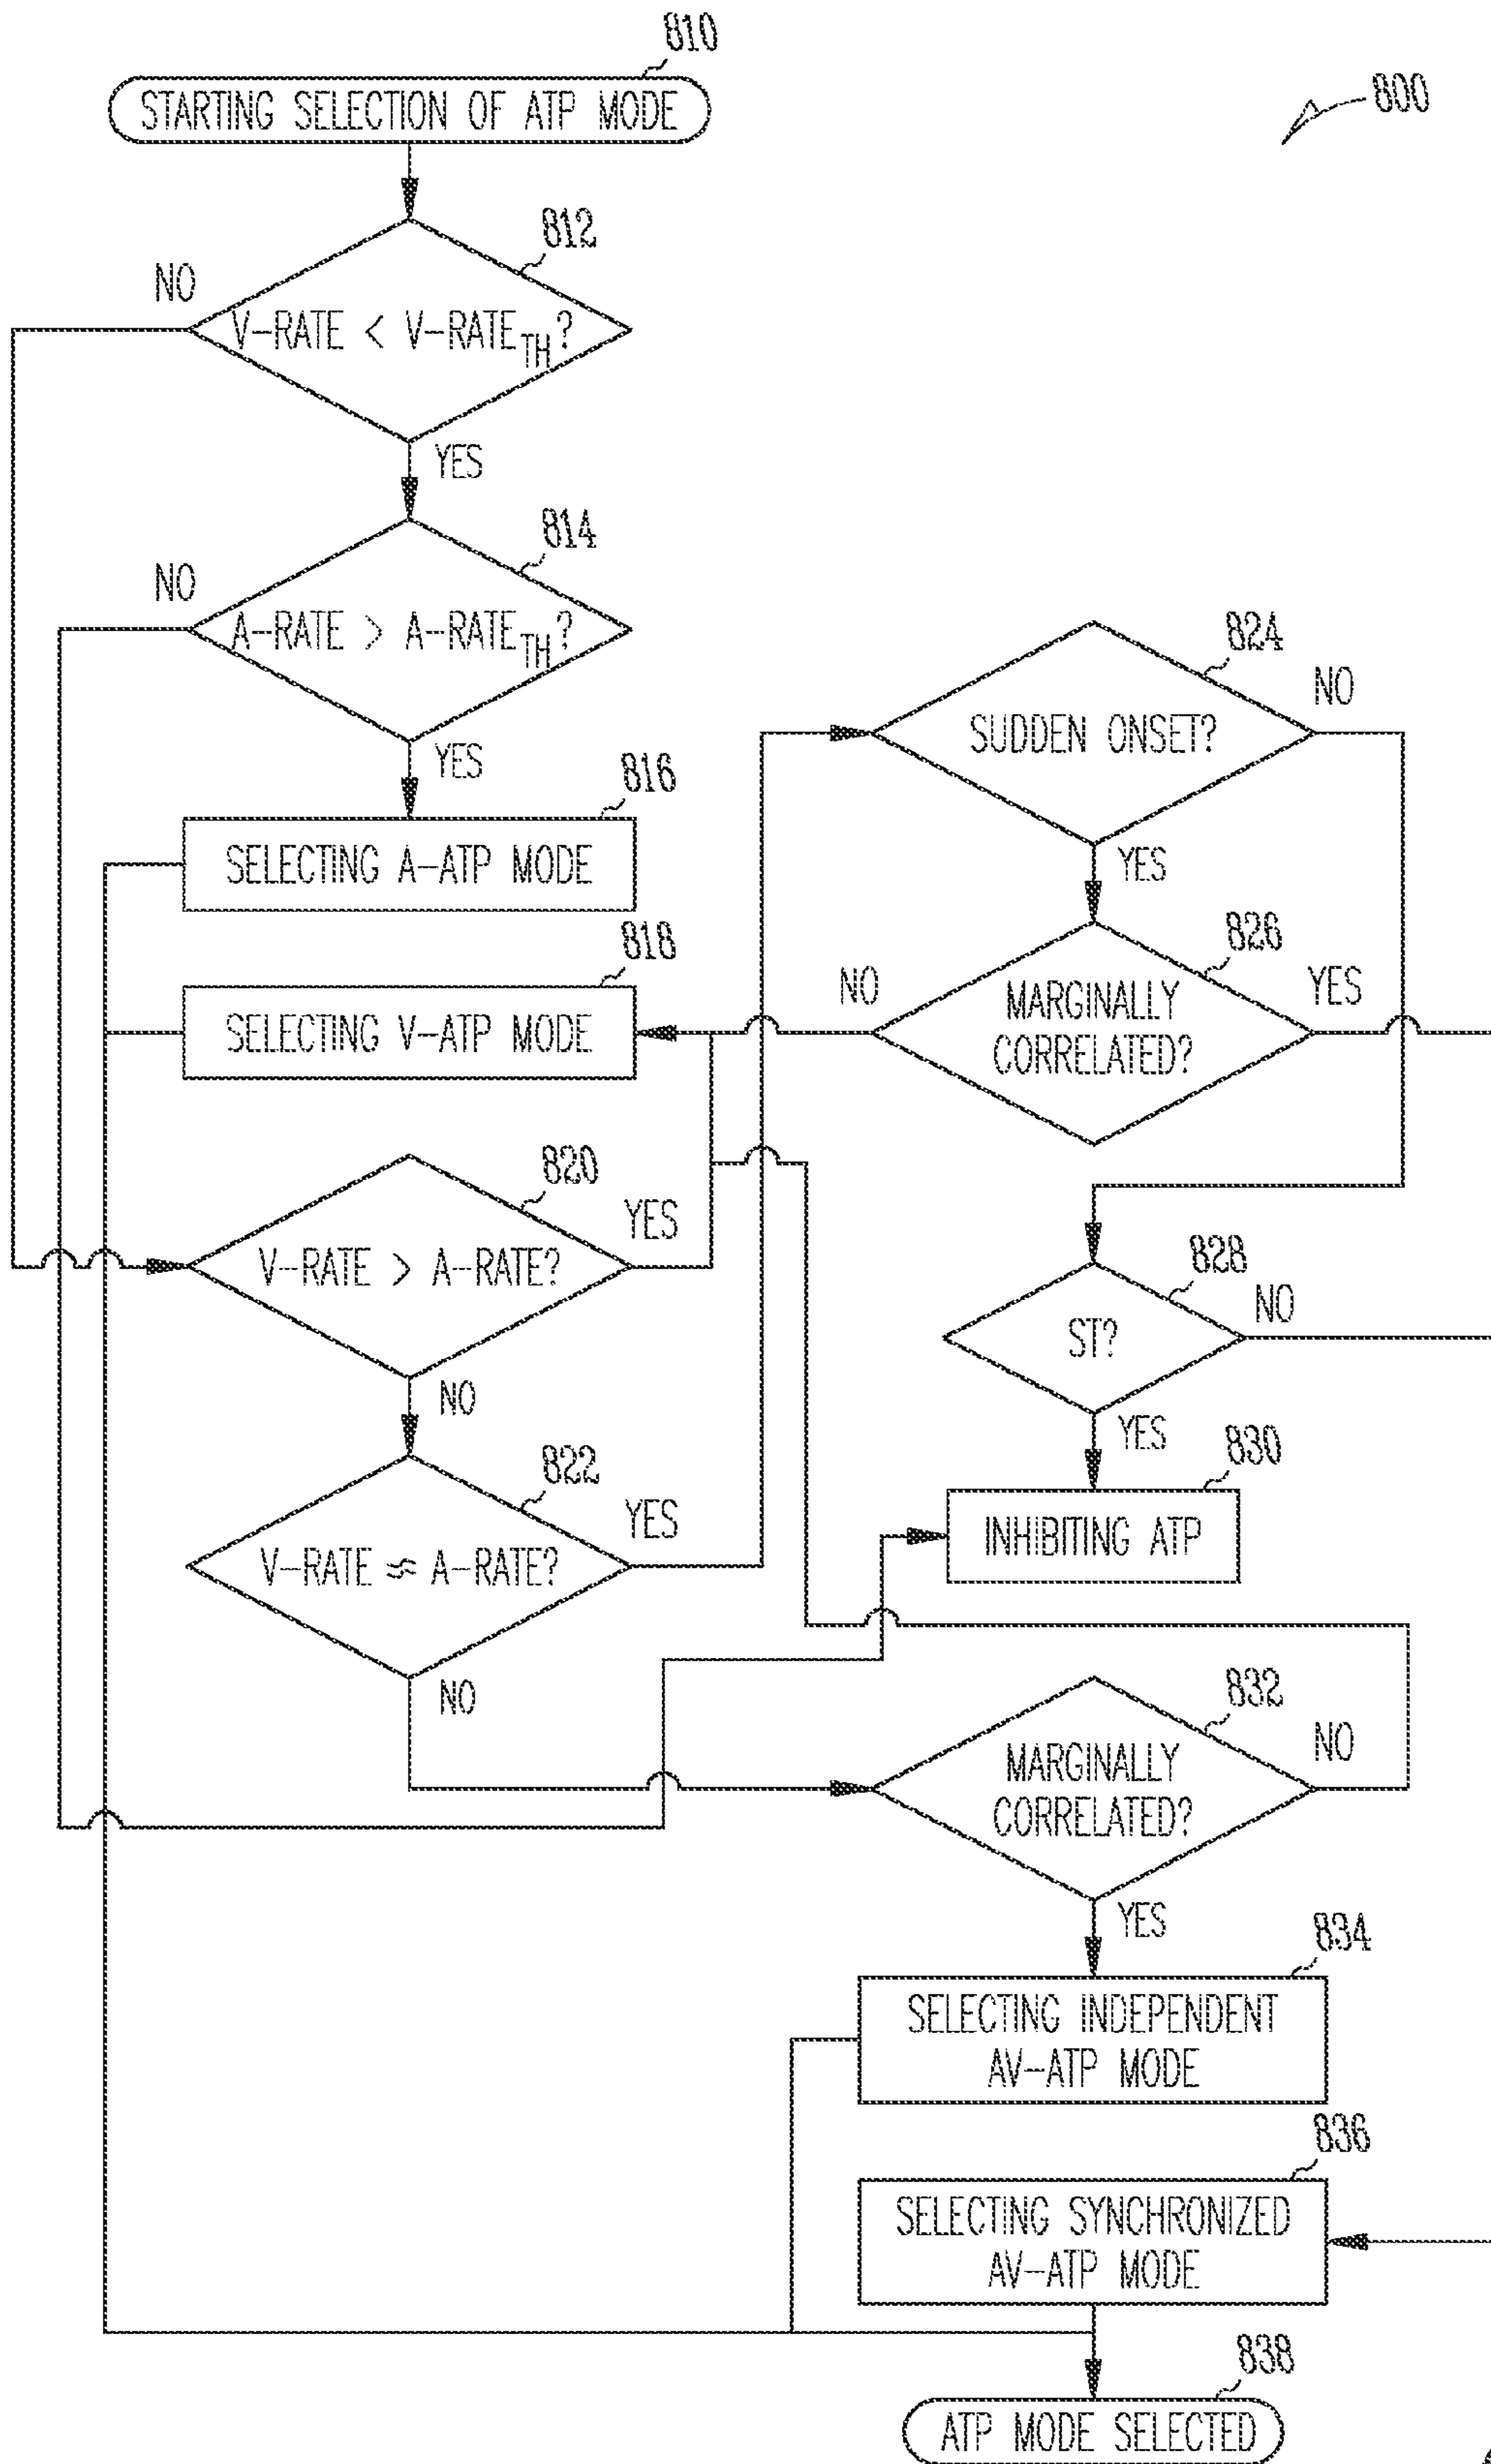 810
STARTING SELECTION OF ATP MODE
800
812
NO
V-RATE < V-RATE_TH?
YES
814
NO
A-RATE > A-RATE_TH?
YES
816
SELECTING A-ATP MODE
818
SELECTING V-ATP MODE
820
YES
V-RATE > A-RATE?
NO
822
YES
V-RATE ≈ A-RATE?
NO
824
NO
SUDDEN ONSET?
YES
826
NO
YES
MARGINALLY
CORRELATED?
828
NO
ST?
YES
830
INHIBITING ATP
832
NO
MARGINALLY
CORRELATED?
YES
834
SELECTING INDEPENDENT
AV-ATP MODE
836
SELECTING SYNCHRONIZED
AV-ATP MODE
838
ATP MODE SELECTED